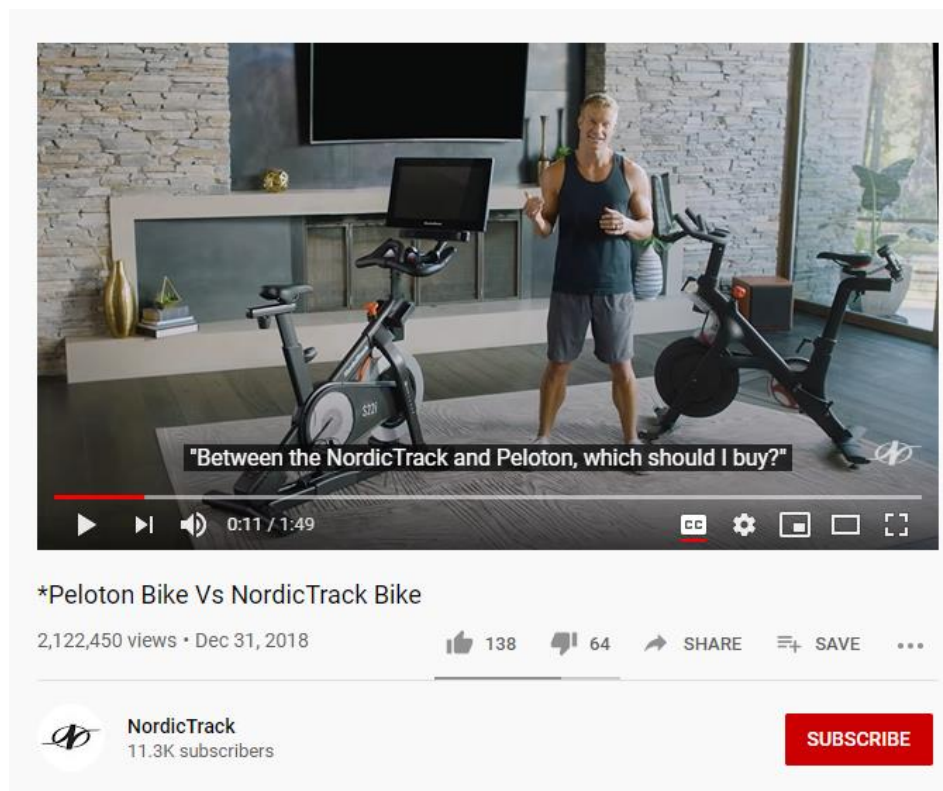 S22i
"Between the NordicTrack and Peloton, which should I buy?"
0:11 / 1:49
CC
*Peloton Bike Vs NordicTrack Bike
2,122,450 views • Dec 31, 2018
138
64
SHARE
SAVE
NordicTrack
11.3K subscribers
SUBSCRIBE